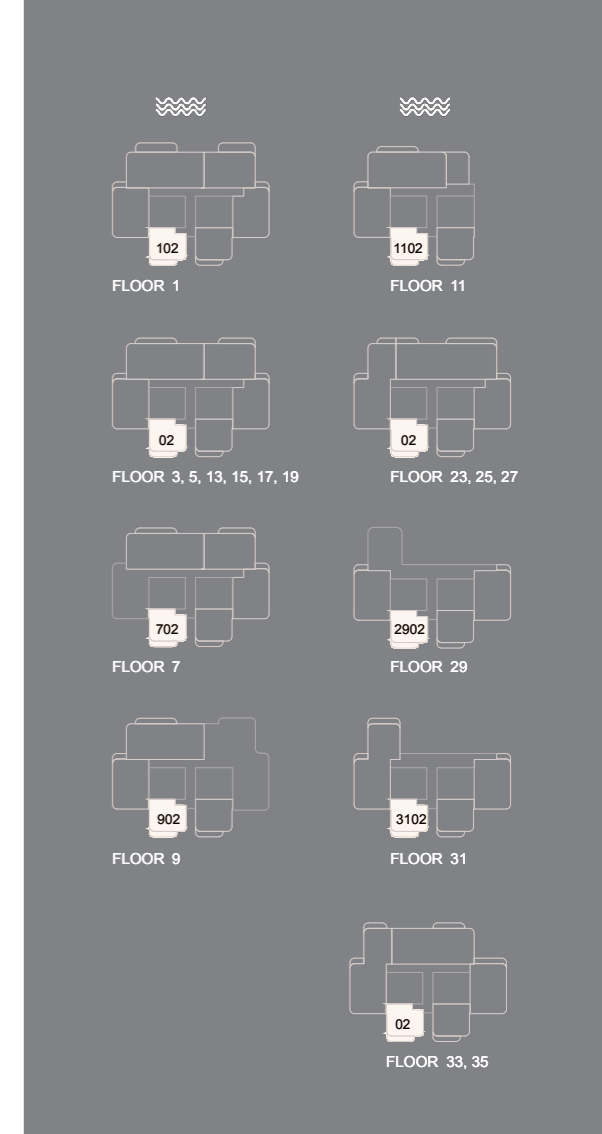 102
1102
FLOOR 1
FLOOR 11
02
02
FLOOR 3, 5, 13, 15, 17, 19
FLOOR 23, 25, 27
702
2902
FLOOR 7
FLOOR 29
902
3102
FLOOR 9
FLOOR 31
02
FLOOR 33, 35